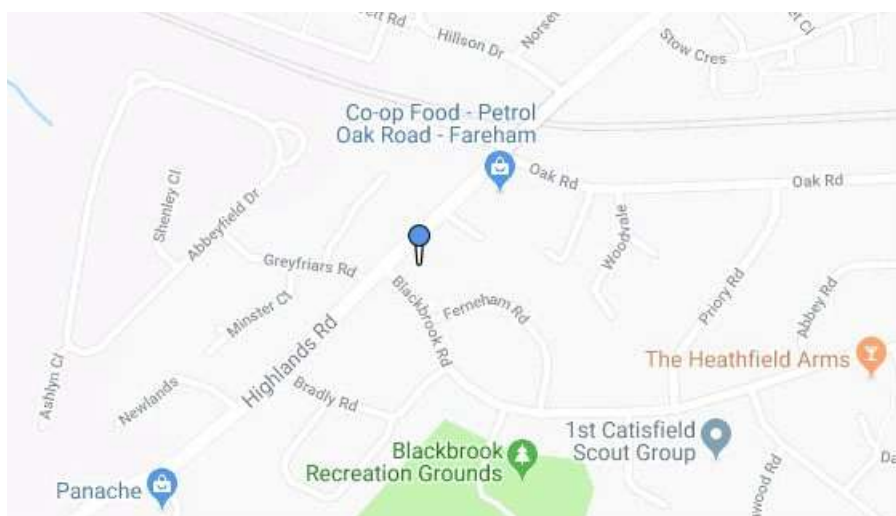 Hillson Dr
Stow Cres
Co-op Food - Petrol
Oak Road - Fareham
Oak Rd
Oak Rd
Shenley Cl
Abbeyfield Dr
Woodvale
Greyfriars Rd
Minster Cl
Blackbrook Rd
Ferneham Rd
Priory Rd
Abbey Rd
Highlands Rd
The Heathfield Arms
Ashlyn Cl
Newlands
Bradly Rd
1st Catisfield
Scout Group
Blackbrook
Recreation Grounds
Panache